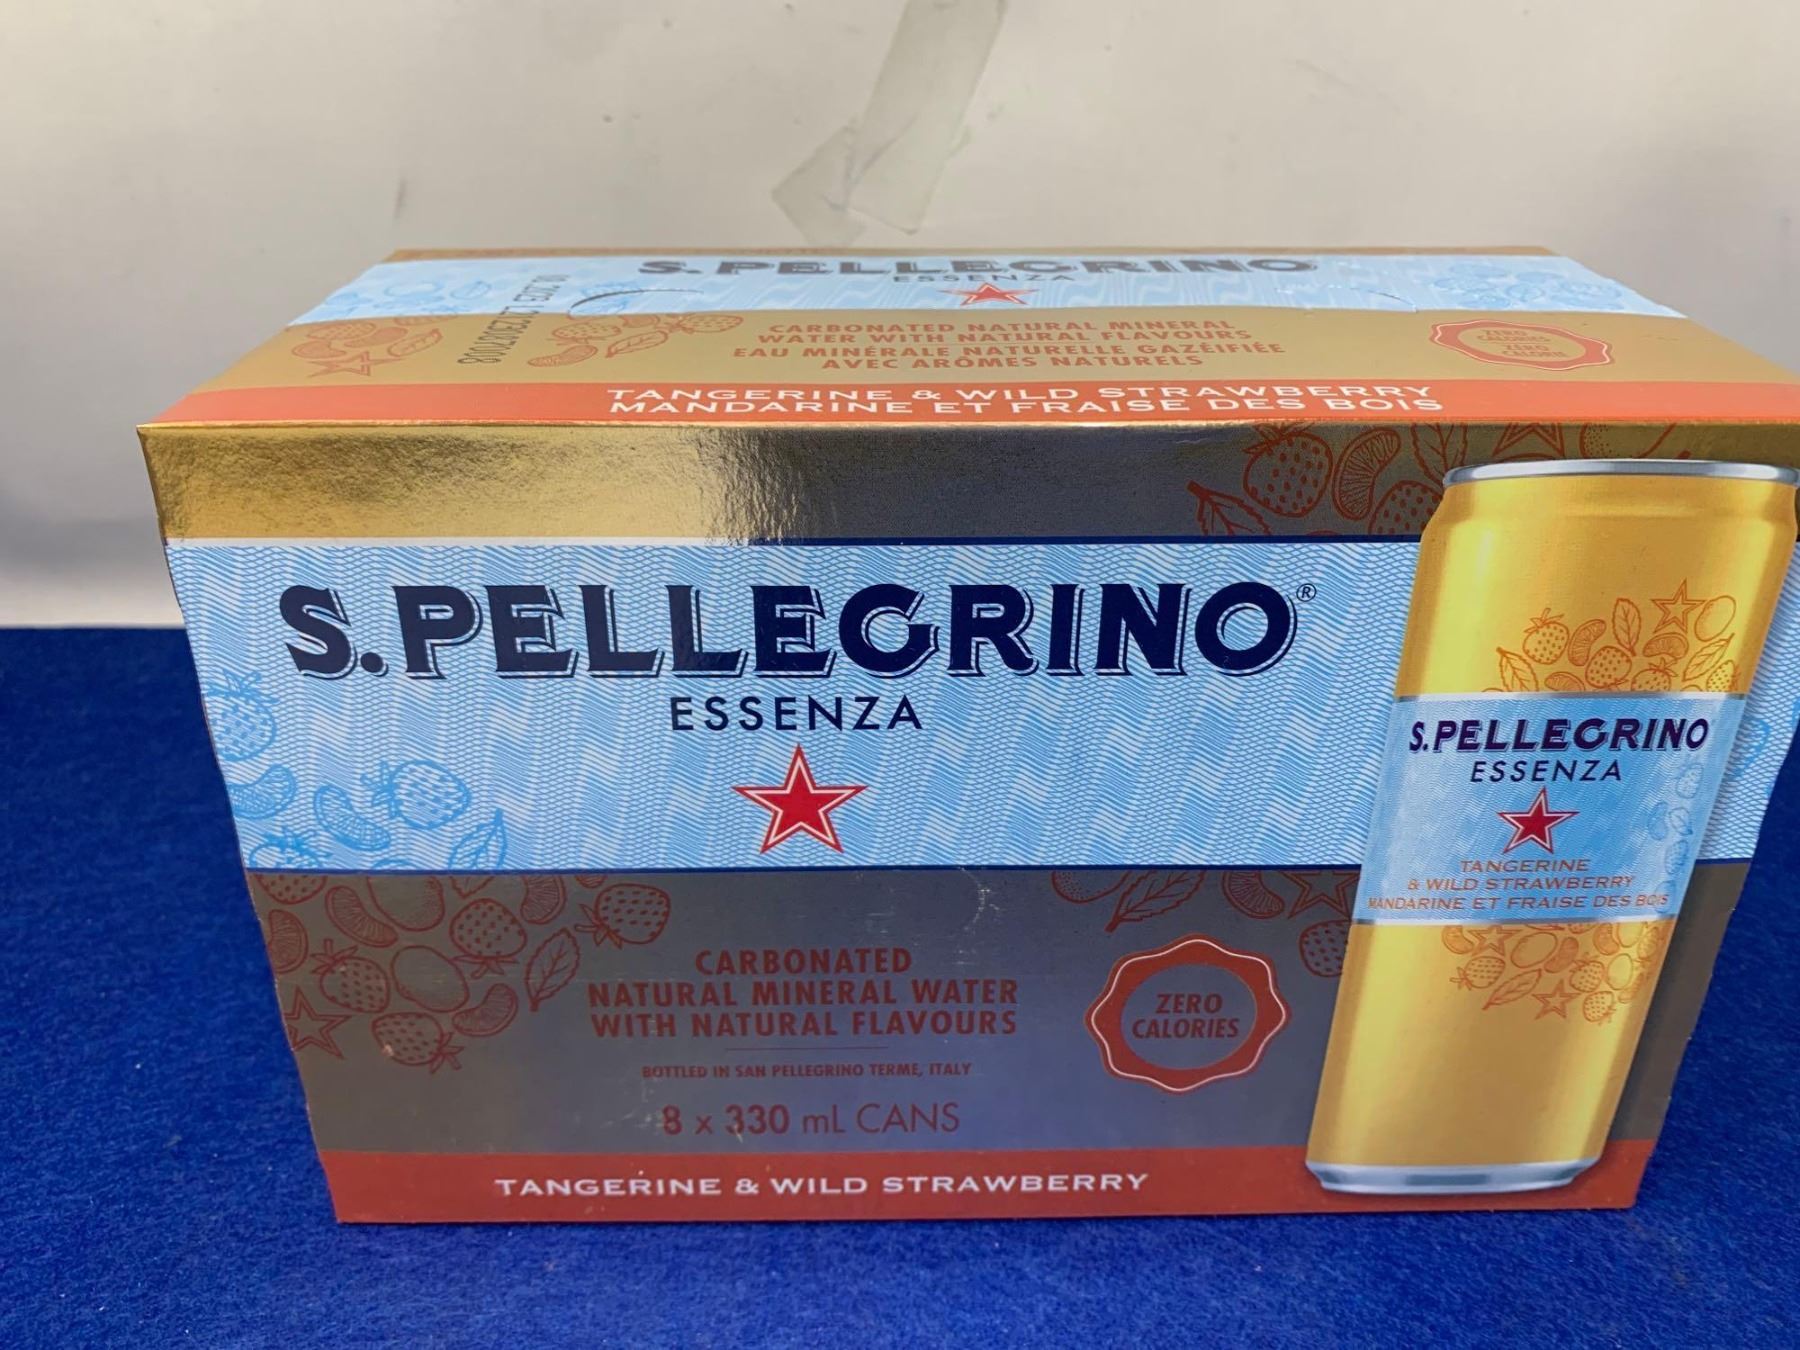 S. PELLEGRINO
ESSENZA
CARBONATED NATURAL MINERAL
WATER WITH NATURAL FLAVOURS
EAU MINÉRALE NATURELLE GAZÉIFIÉE
AVEC ARÔMES NATURELS
ZERO
CALORIES
ZÉRO
CALORIE
TANGERINE & WILD STRAWBERRY
MANDARINE ET FRAISE DES BOIS
S.PELLEGRINO®
ESSENZA
CARBONATED
NATURAL MINERAL WATER
WITH NATURAL FLAVOURS
BOTTLED IN SAN PELLEGRINO TERME, ITALY
8 x 330 mL CANS
ZERO
CALORIES
TANGERINE & WILD STRAWBERRY
S.PELLEGRINO
ESSENZA
TANGERINE
& WILD STRAWBERRY
MANDARINE ET FRAISE DES BOIS